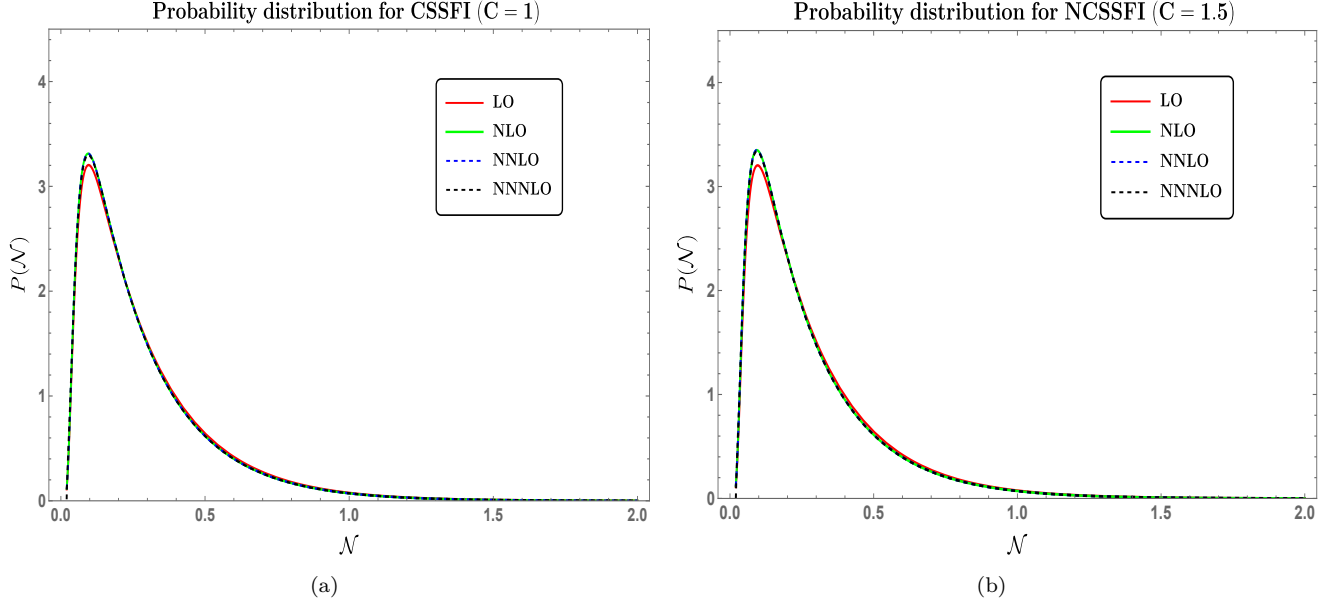 Probability distribution for CSSFI (C = 1)
4
3
2
1
0
P(𝒩)
LO
NLO
NNLO
NNNLO
0.0 0.5 1.0 1.5 2.0
𝒩
(a)
Probability distribution for NCSSFI (C = 1.5)
4
3
2
1
0
P(𝒩)
LO
NLO
NNLO
NNNLO
0.0 0.5 1.0 1.5 2.0
𝒩
(b)